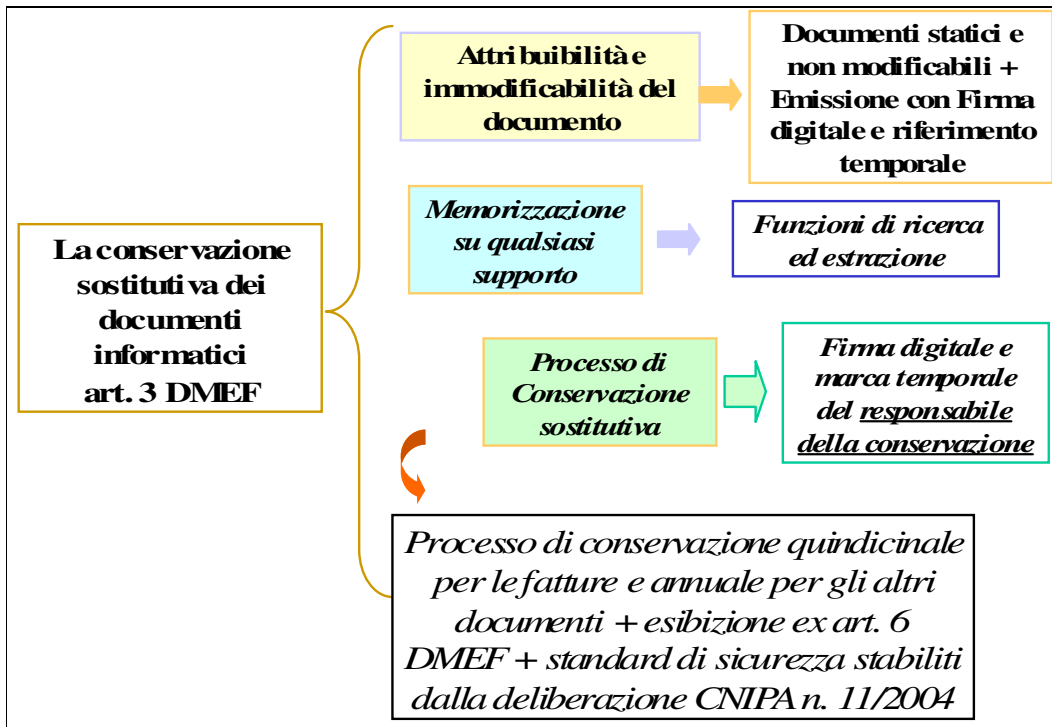 La conservazione
sostitutiva dei
documenti
informatici
art. 3 DMEF
Attribuibilità e
immodificabilità del
documento
Documenti statici e
non modificabili +
Emissione con Firma
digitale e riferimento
temporale
Memorizzazione
su qualsiasi
supporto
Funzioni di ricerca
ed estrazione
Processo di
Conservazione
sostitutiva
Firma digitale e
marca temporale
del responsabile
della conservazione
Processo di conservazione quindicinale
per le fatture e annuale per gli altri
documenti + esibizione ex art. 6
DMEF + standard di sicurezza stabiliti
dalla deliberazione CNIPA n. 11/2004